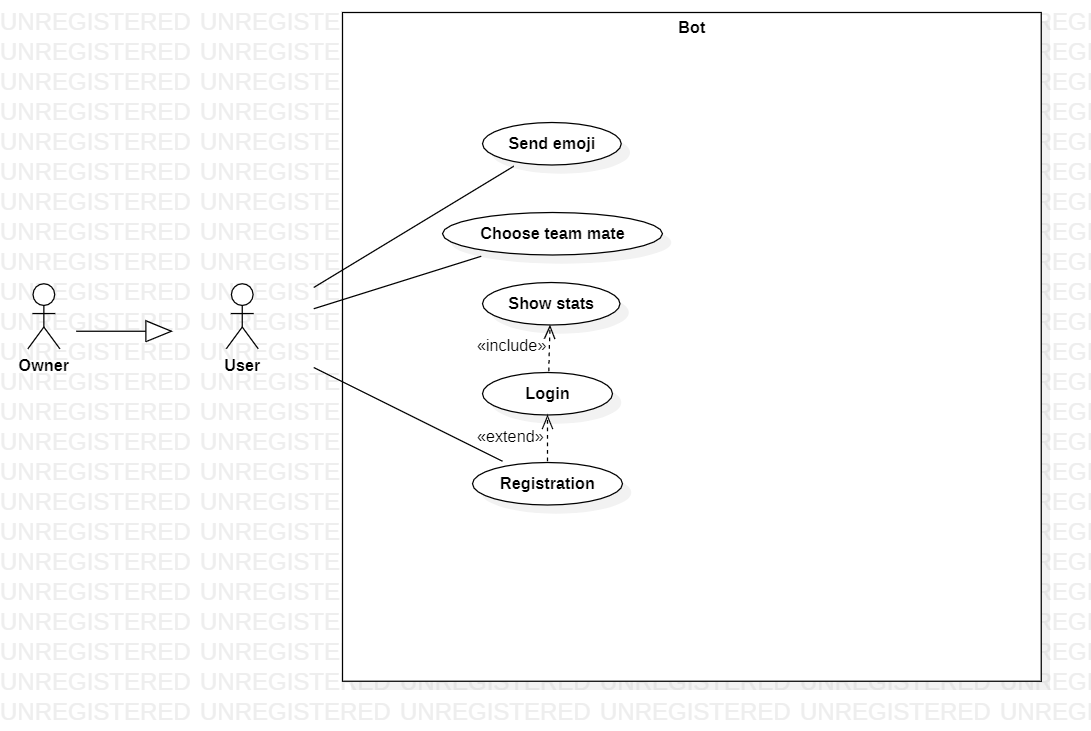 UNREGISTERED UNREGISTERED UNREGISTERED UNREGISTERED UNREGISTERED
Bot
Send emoji
Choose team mate
Show stats
«include»
Owner
User
Login
«extend»
Registration